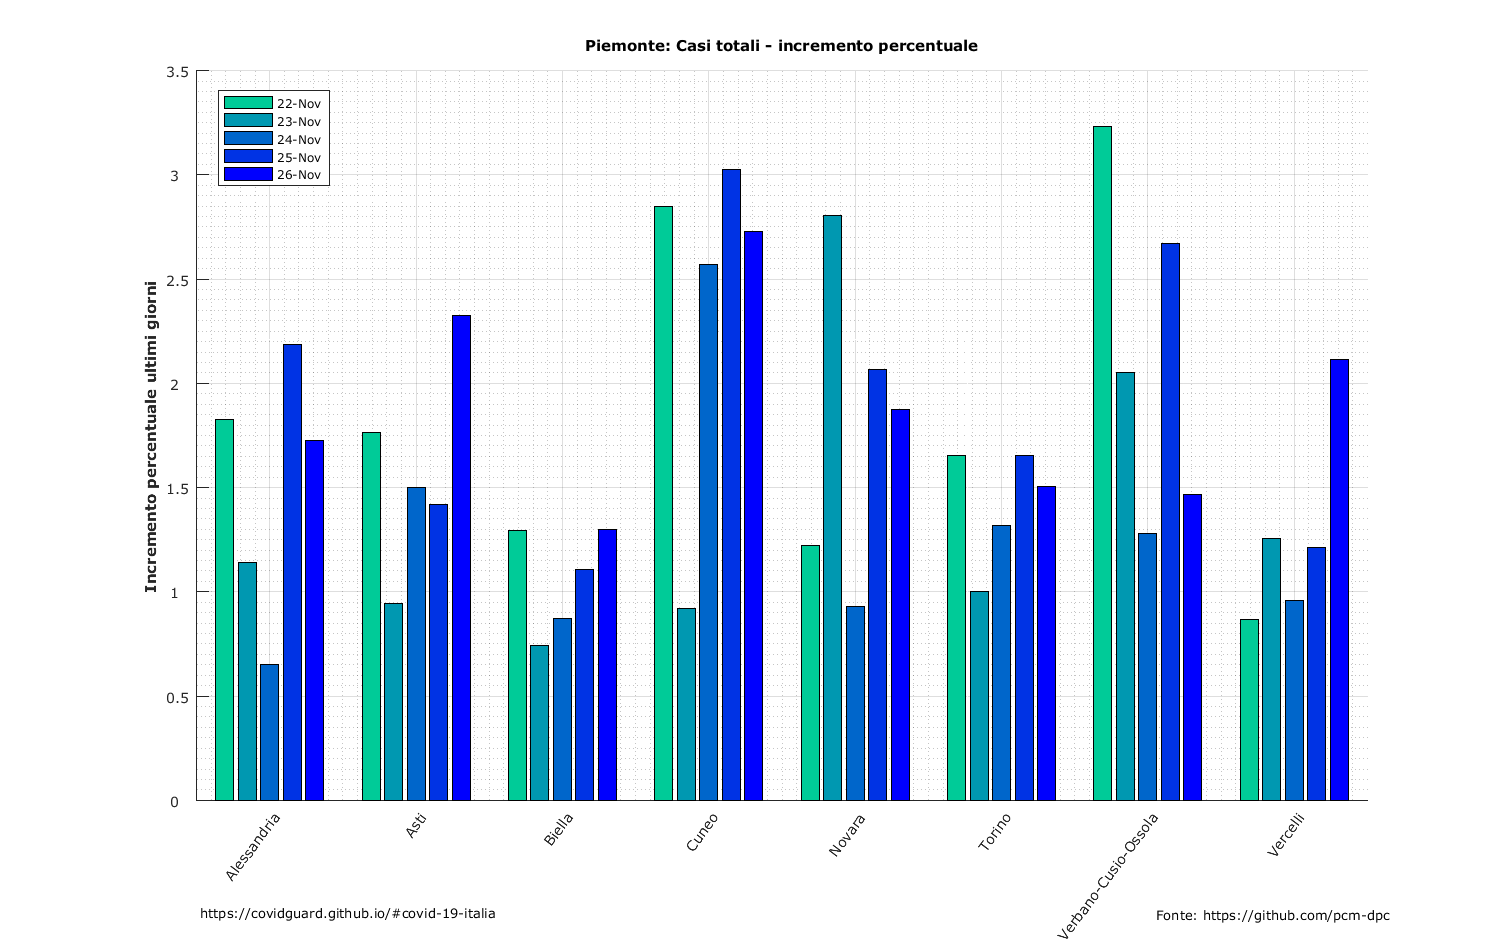 Piemonte: Casi totali - incremento percentuale
3.5
3
2.5
2
1.5
1
0.5
0
Incremento percentuale ultimi giorni
22-Nov
23-Nov
24-Nov
25-Nov
26-Nov
Alessandria
Asti
Biella
Cuneo
Novara
Torino
Verbano-Cusio-Ossola
Vercelli
https://covidguard.github.io/#covid-19-italia
Fonte: https://github.com/pcm-dpc